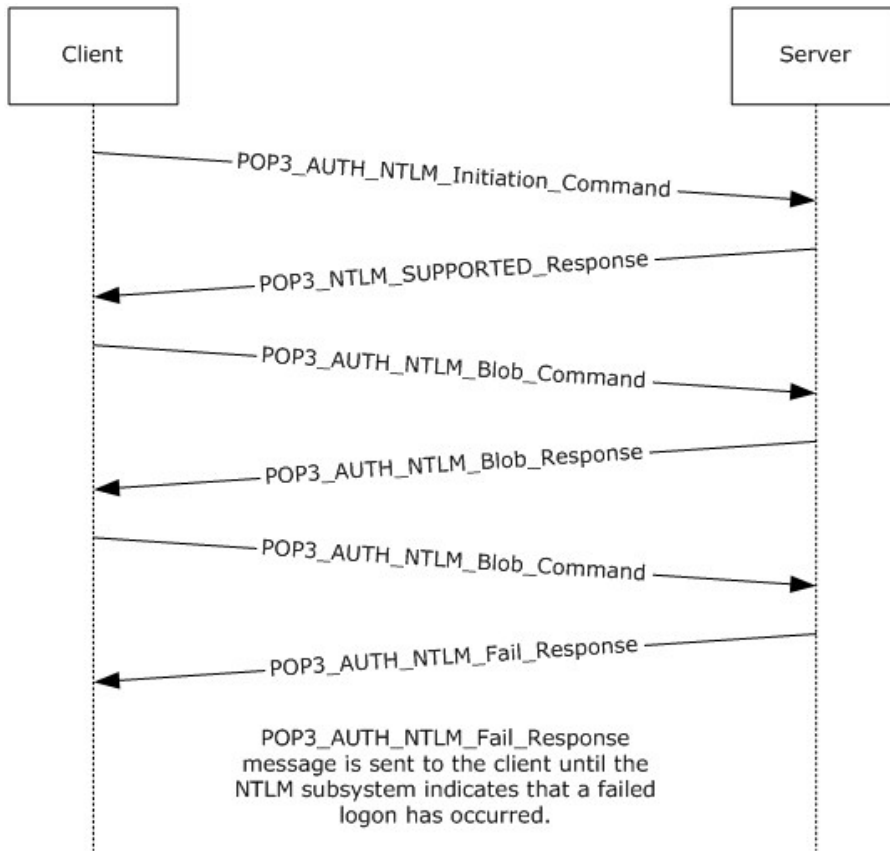 Client
Server
POP3_AUTH_NTLM_Initiation_Command
POP3_NTLM_SUPPORTED_Response
POP3_AUTH_NTLM_Blob_Command
POP3_AUTH_NTLM_Blob_Response
POP3_AUTH_NTLM_Blob_Command
POP3_AUTH_NTLM_Fail_Response
POP3_AUTH_NTLM_Fail_Response
message is sent to the client until the
NTLM subsystem indicates that a failed
logon has occurred.